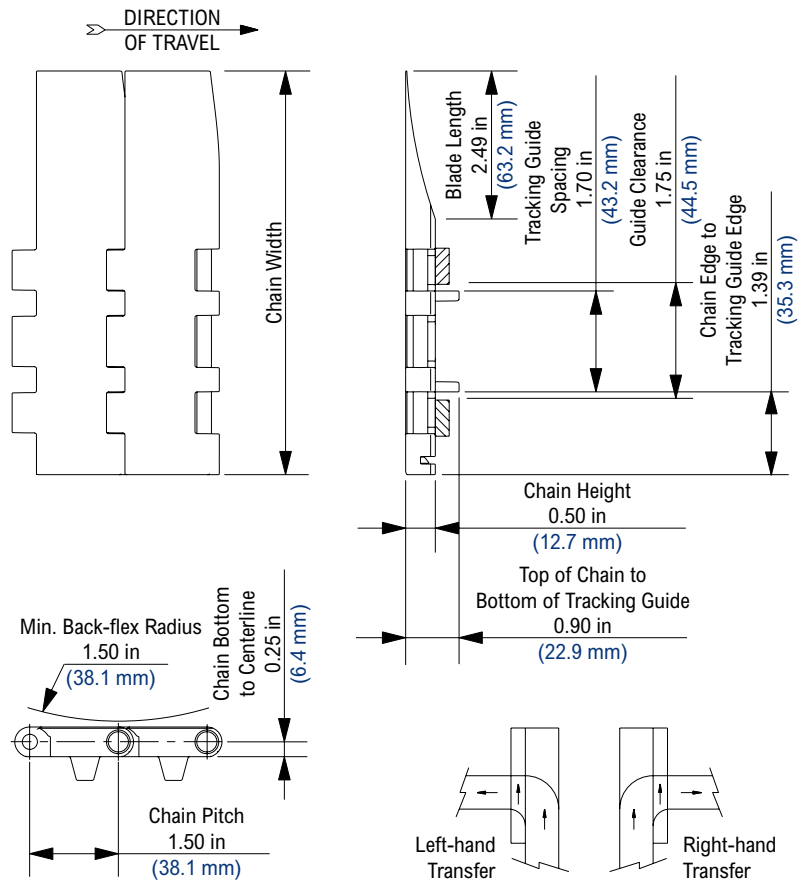 DIRECTION
OF TRAVEL
Chain Width
Blade Length
2.49 in
(63.2 mm)
Tracking Guide
Spacing
1.70 in
(43.2 mm)
Guide Clearance
1.75 in
(44.5 mm)
Chain Edge to
Tracking Guide Edge
1.39 in
(35.3 mm)
Chain Height
0.50 in
(12.7 mm)
Top of Chain to
Bottom of Tracking Guide
0.90 in
(22.9 mm)
Min. Back-flex Radius
1.50 in
(38.1 mm)
Chain Bottom
to Centerline
0.25 in
(6.4 mm)
Chain Pitch
1.50 in
(38.1 mm)
Left-hand
Transfer
Right-hand
Transfer